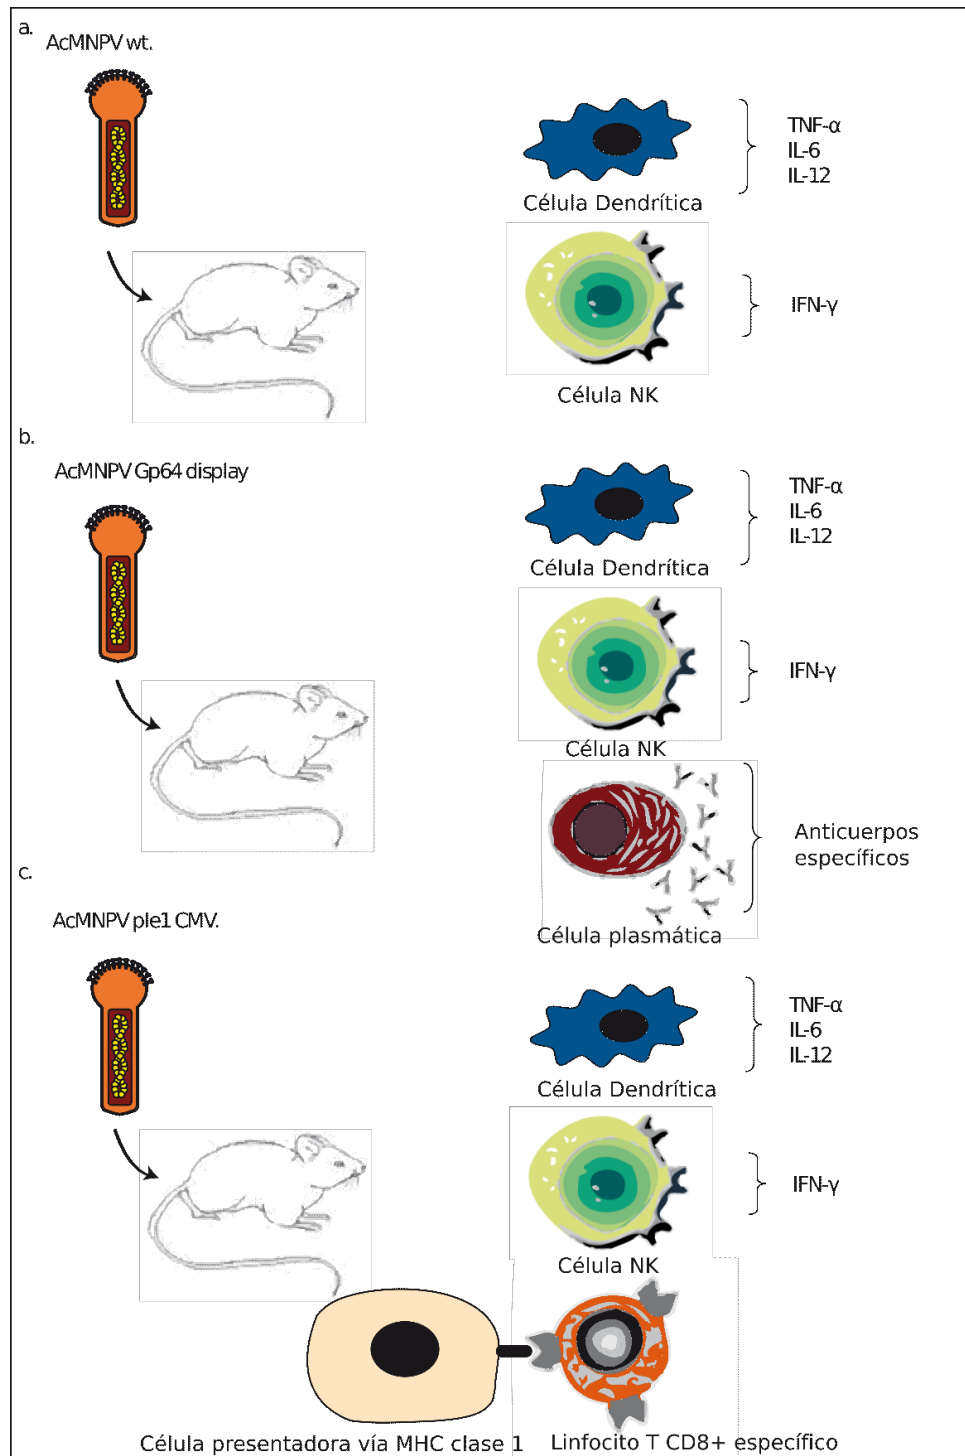 a.
AcMNPV wt.
TNF-α
IL-6
IL-12
Célula Dendrítica
IFN-γ
Célula NK
b.
AcMNPV Gp64 display
TNF-α
IL-6
IL-12
Célula Dendrítica
IFN-γ
Célula NK
Anticuerpos
específicos
Célula plasmática
c.
AcMNPV ple1 CMV.
TNF-α
IL-6
IL-12
Célula Dendrítica
IFN-γ
Célula NK
Célula presentadora vía MHC clase 1
Linfocito T CD8+ específico